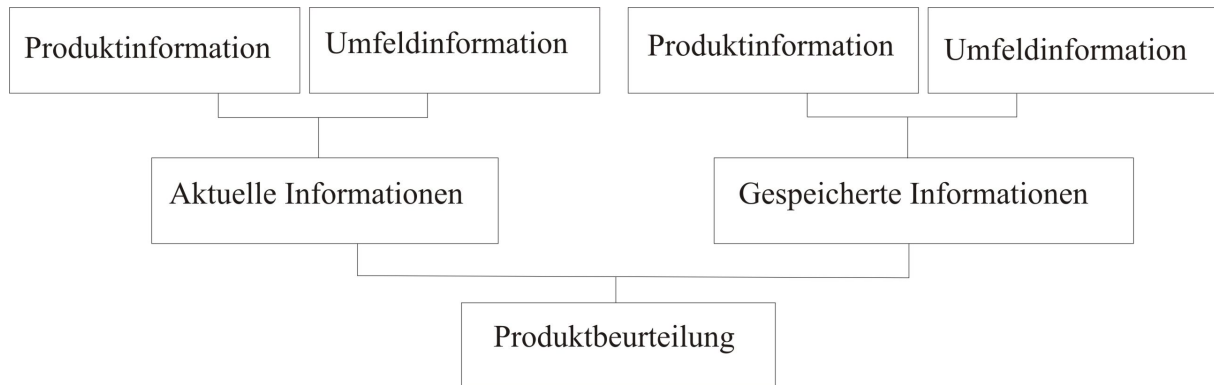 Produktinformation
Umfeldinformation
Produktinformation
Umfeldinformation
Aktuelle Informationen
Gespeicherte Informationen
Produktbeurteilung